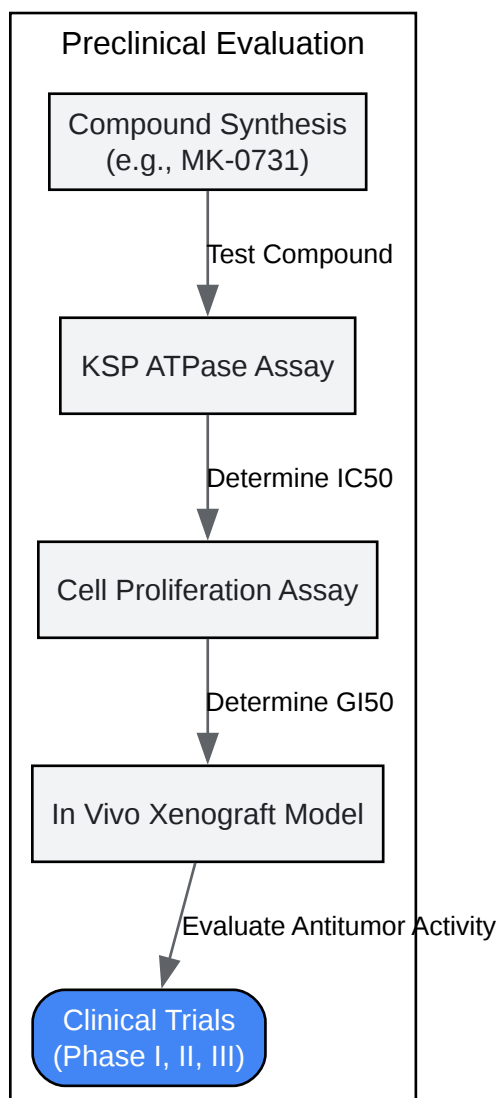 Preclinical Evaluation
Compound Synthesis
(e.g., MK-0731)
Test Compound
KSP ATPase Assay
Determine IC50
Cell Proliferation Assay
Determine GI50
In Vivo Xenograft Model
Evaluate Antitumor Activity
Clinical Trials
(Phase I, II, III)